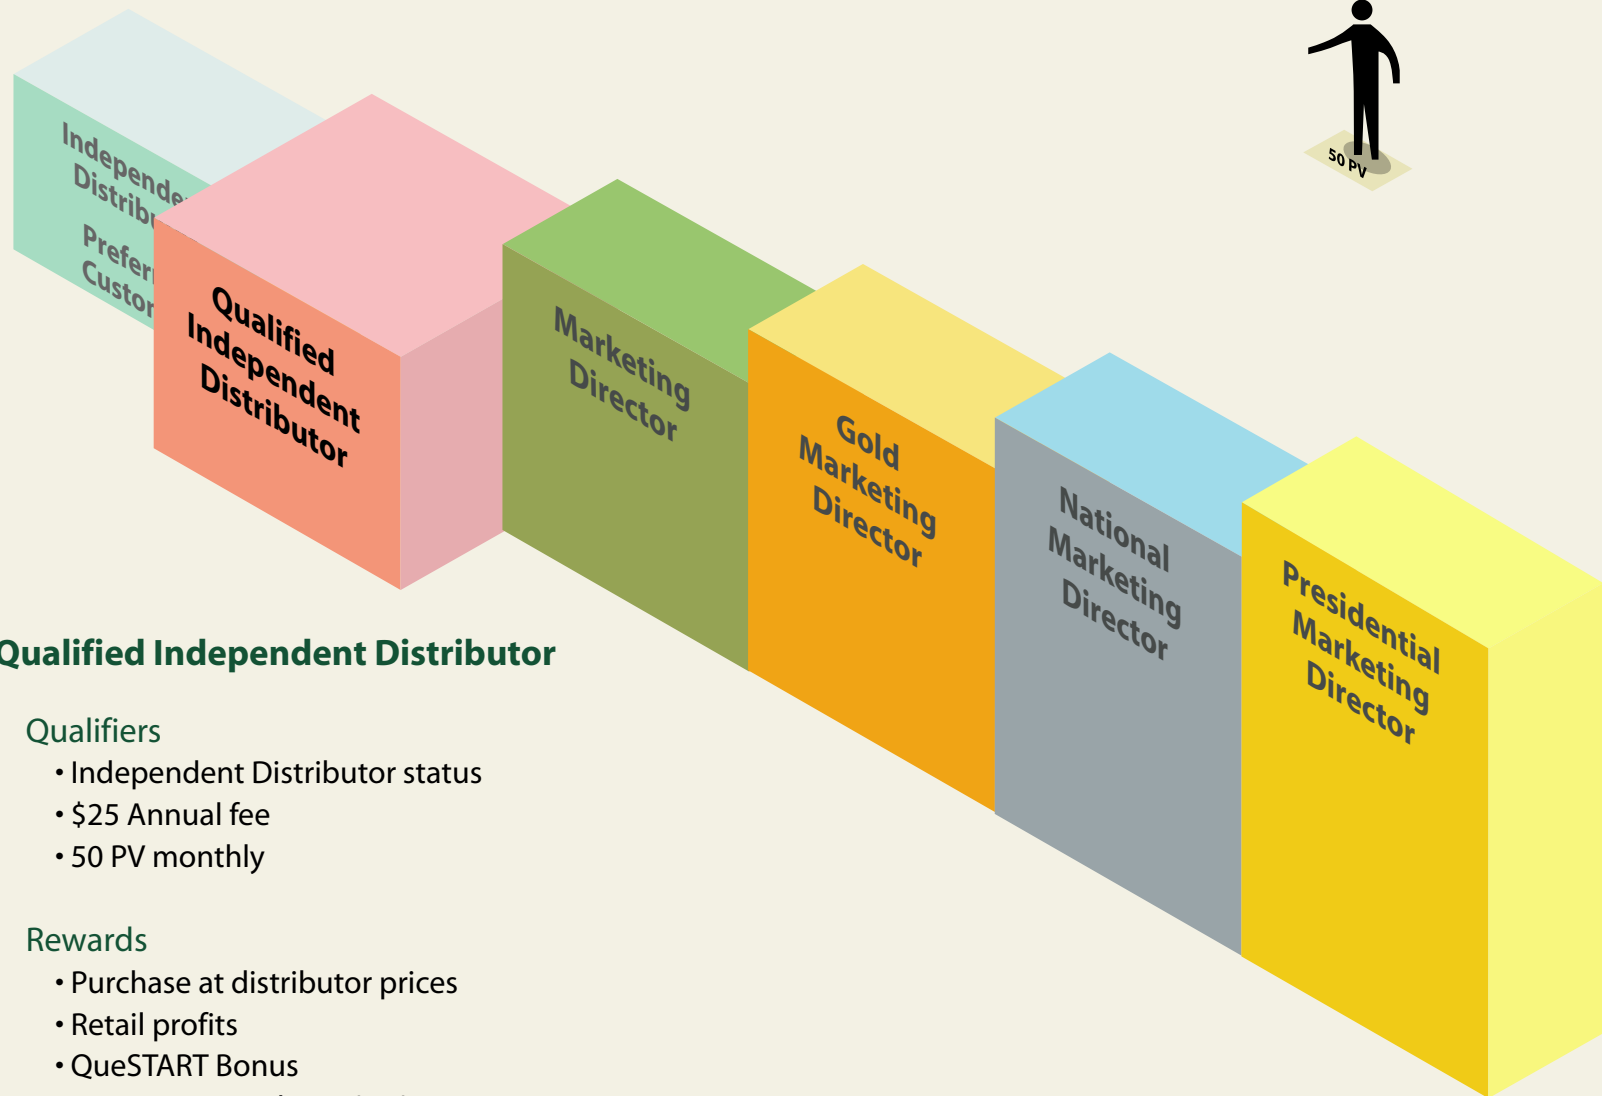 50 PV
Independe
Distrib
Prefer
Custo
Qualified
Independent
Distributor
Marketing
Director
Gold
Marketing
Director
National
Marketing
Director
Presidential
Marketing
Director
Qualified Independent Distributor
Qualifiers
• Independent Distributor status
• $25 Annual fee
• 50 PV monthly
Rewards
• Purchase at distributor prices
• Retail profits
• QueSTART Bonus